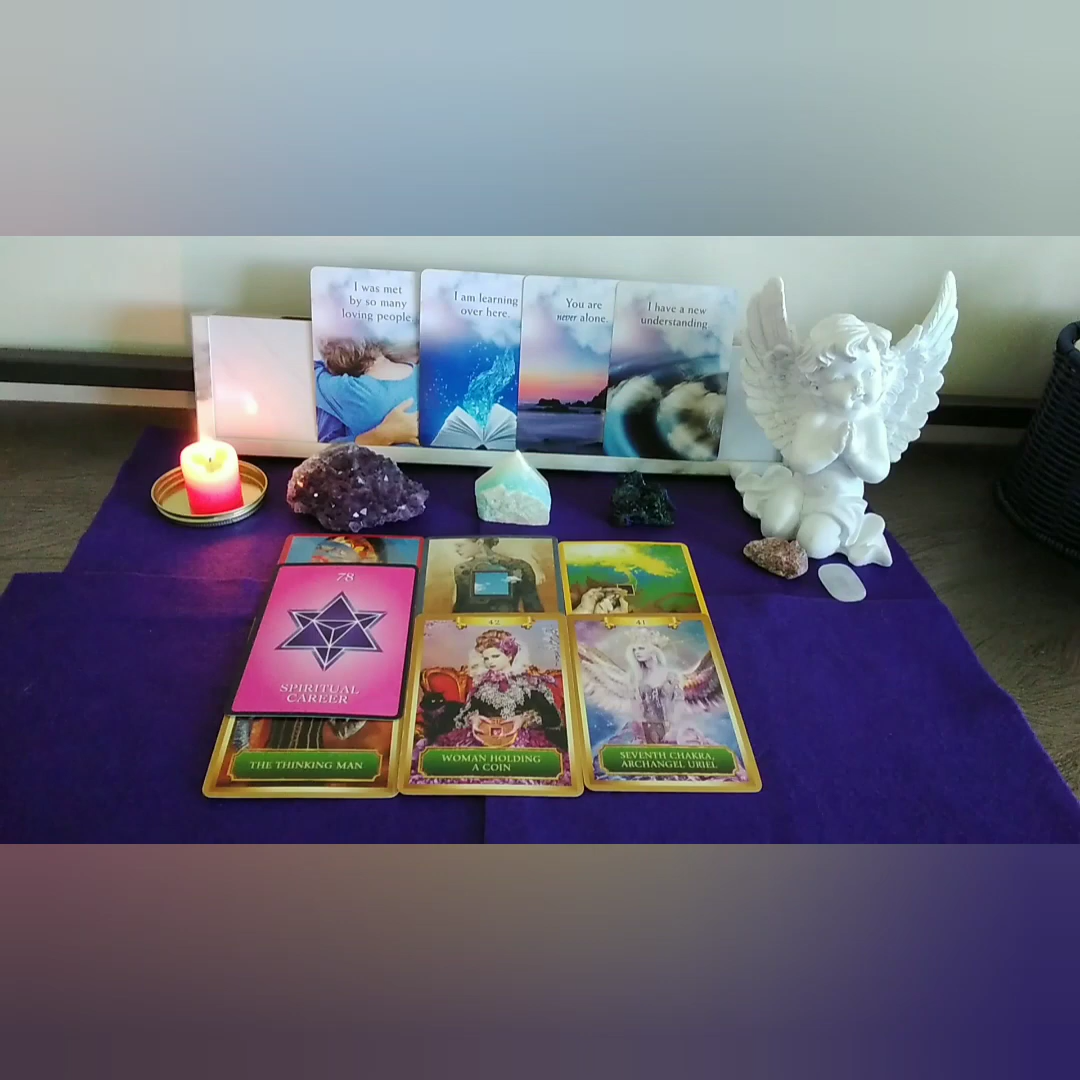 I was met
by so many
loving people.
I am learning
over here.
You are
never alone.
I have a new
understanding
78
SPIRITUAL
CAREER
THE THINKING MAN
42
WOMAN HOLDING
A COIN
41
SEVENTH CHAKRA,
ARCHANGEL URIEL